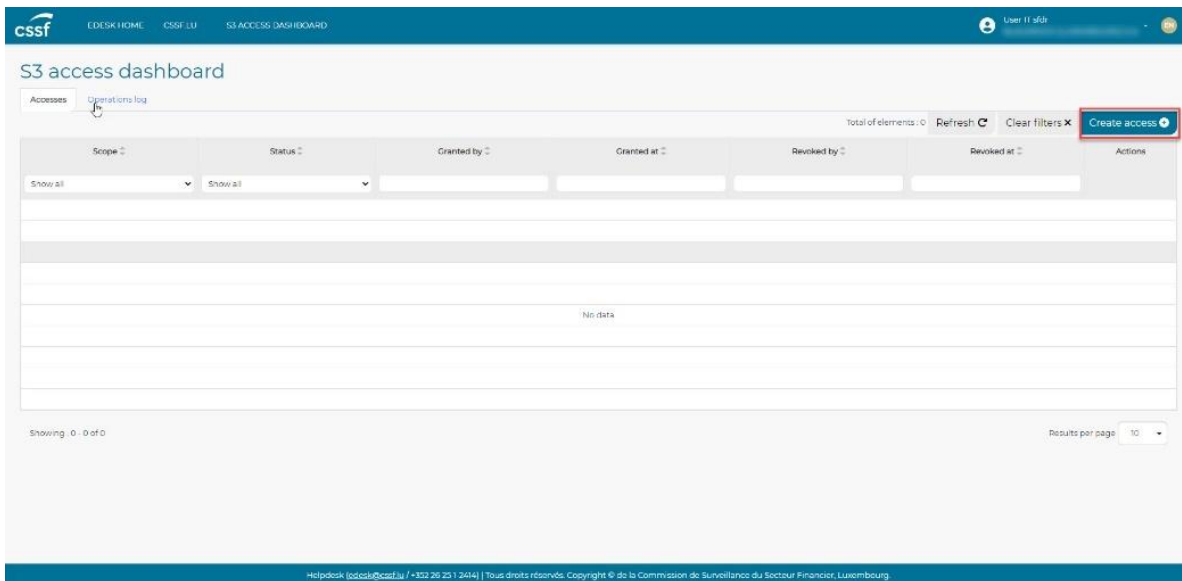 cssf EDESK HOME CSSF.LU S3 ACCESS DASHBOARD User IT sfdr EN
S3 access dashboard
Accesses Operations log
Total of elements : 0 Refresh Clear filters Create access
Scope Status Granted by Granted at Revoked by Revoked at Actions
Show all Show all
No data
Showing : 0 - 0 of 0 Results per page 10
Helpdesk (edesk@cssf.lu / +352 26 25 1 2414) | Tous droits réservés. Copyright © de la Commission de Surveillance du Secteur Financier, Luxembourg.